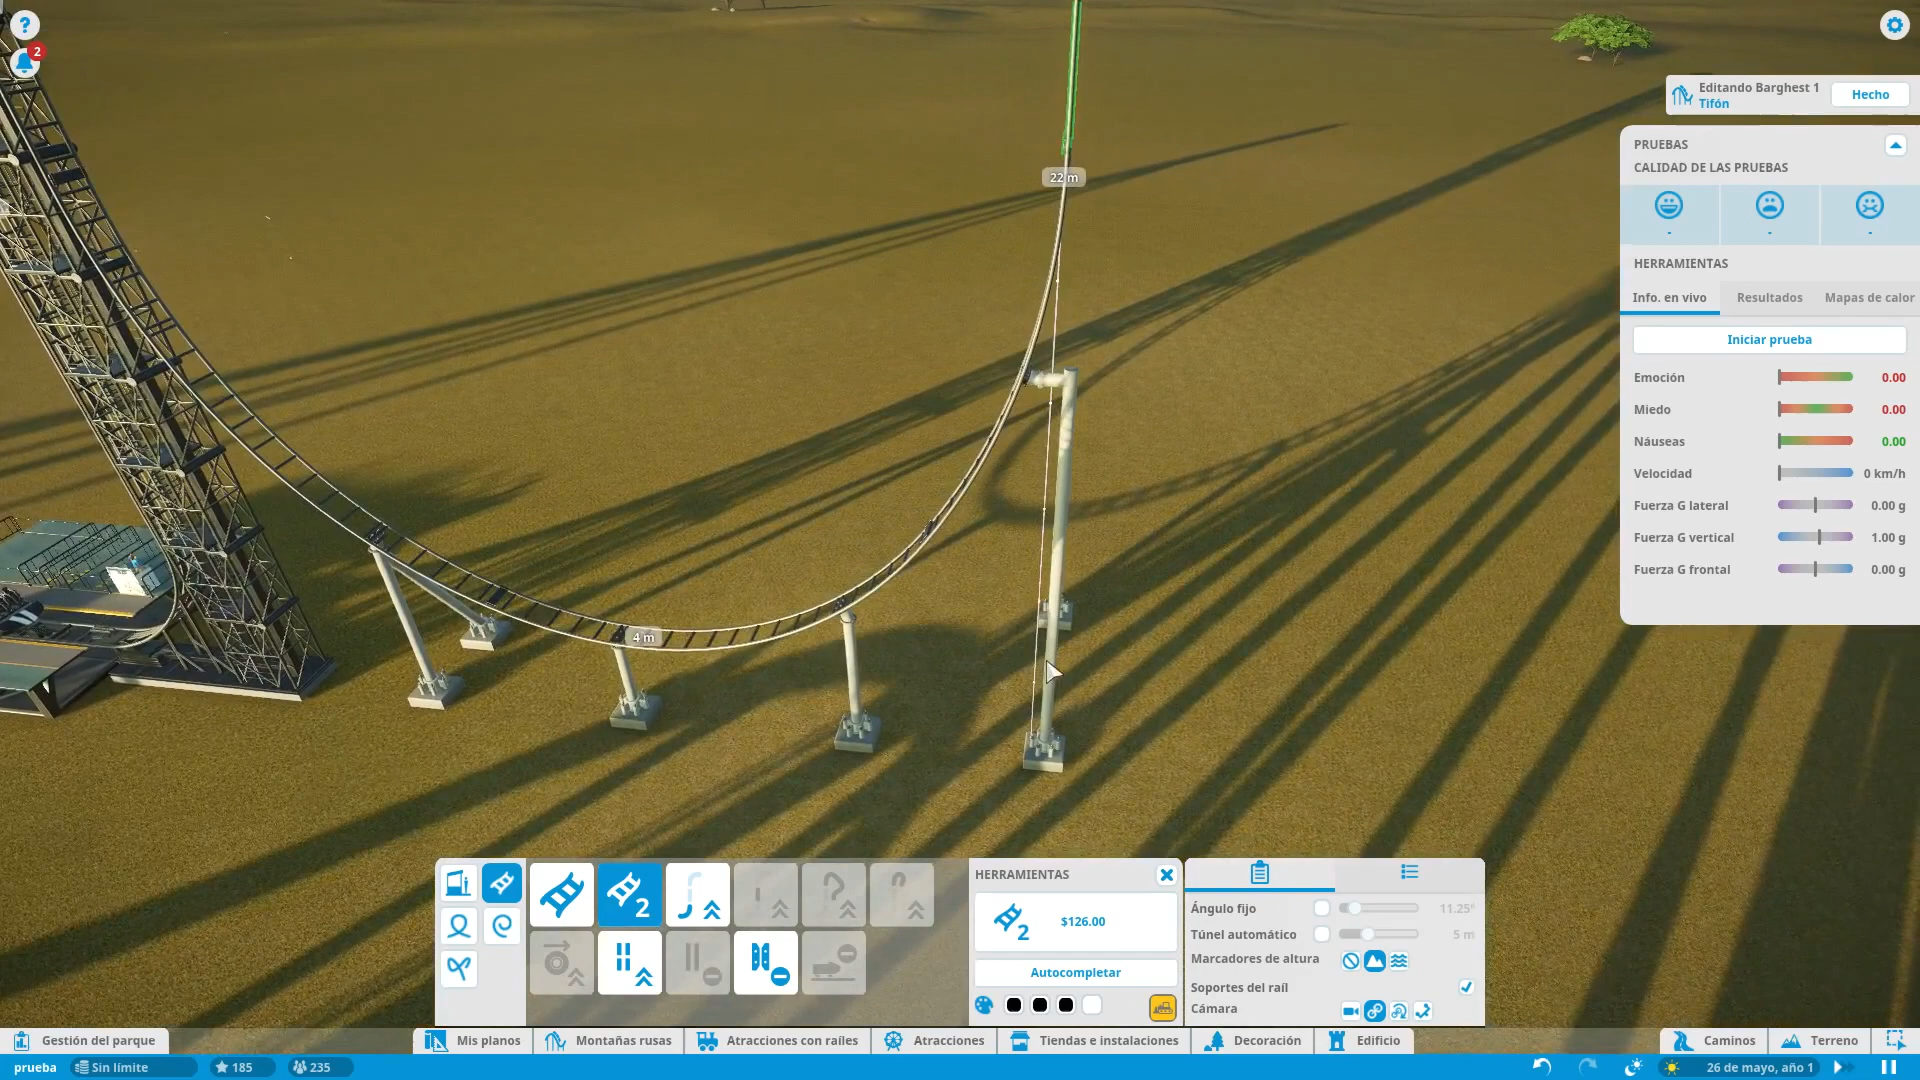 ?
2
Editando Barghest 1
Tifón
Hecho
PRUEBAS
CALIDAD DE LAS PRUEBAS
- - -
HERRAMIENTAS
Info. en vivo Resultados Mapas de calor
Iniciar prueba
Emoción 0.00
Miedo 0.00
Náuseas 0.00
Velocidad 0 km/h
Fuerza G lateral 0.00 g
Fuerza G vertical 1.00 g
Fuerza G frontal 0.00 g
22 m
4 m
2
HERRAMIENTAS
2 $126.00
Autocompletar
Ángulo fijo 11.25°
Túnel automático 5 m
Marcadores de altura
Soportes del raíl
Cámara
Gestión del parque Mis planos Montañas rusas Atracciones con raíles Atracciones Tiendas e instalaciones Decoración Edificio Caminos Terreno
prueba Sin límite 185 235 26 de mayo, año 1